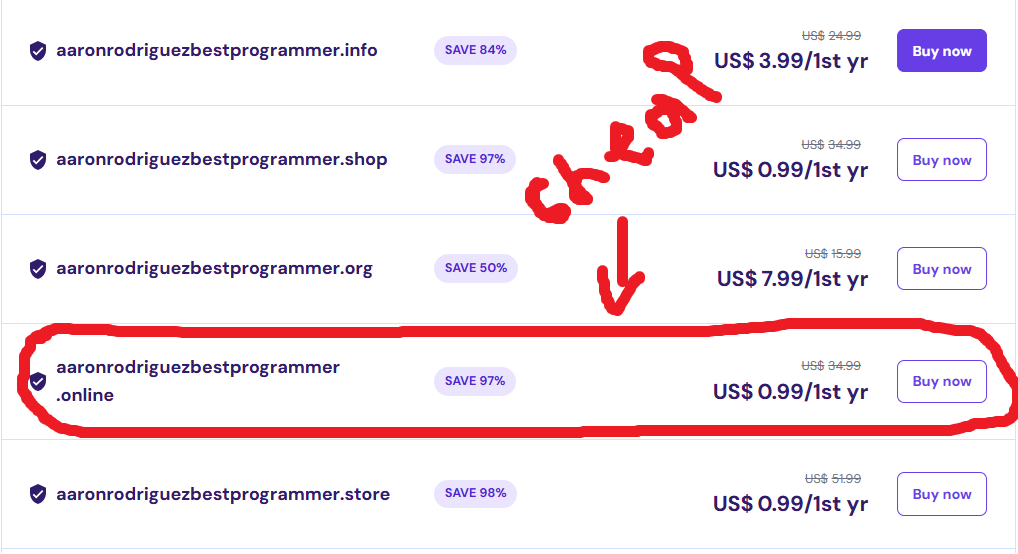 aaronrodriguezbestprogrammer.info
SAVE 84%
US$ 24.99
US$ 3.99/1st yr
Buy now
cheap
aaronrodriguezbestprogrammer.shop
SAVE 97%
US$ 34.99
US$ 0.99/1st yr
Buy now
aaronrodriguezbestprogrammer.org
SAVE 50%
US$ 15.99
US$ 7.99/1st yr
Buy now
aaronrodriguezbestprogrammer
.online
SAVE 97%
US$ 34.99
US$ 0.99/1st yr
Buy now
aaronrodriguezbestprogrammer.store
SAVE 98%
US$ 51.99
US$ 0.99/1st yr
Buy now